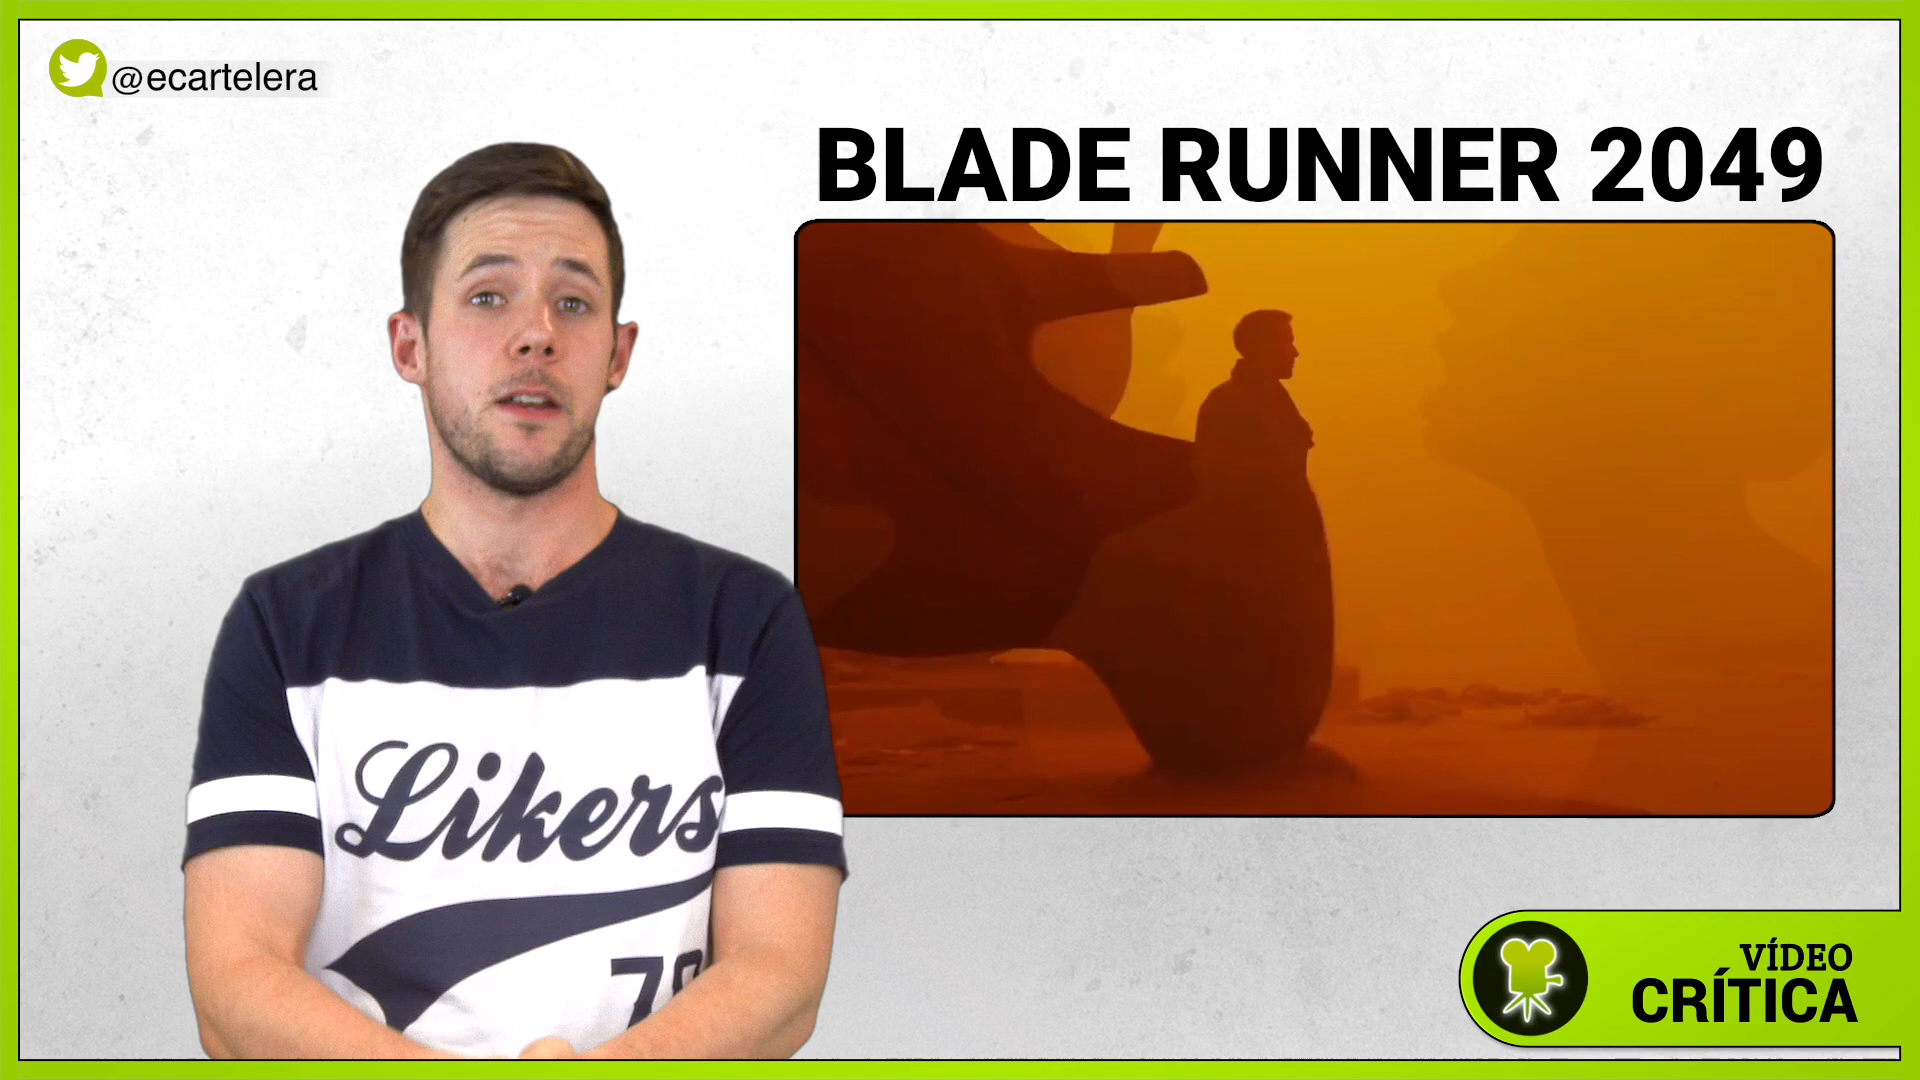 @ecartelera
BLADE RUNNER 2049
Likers
VÍDEO
CRÍTICA